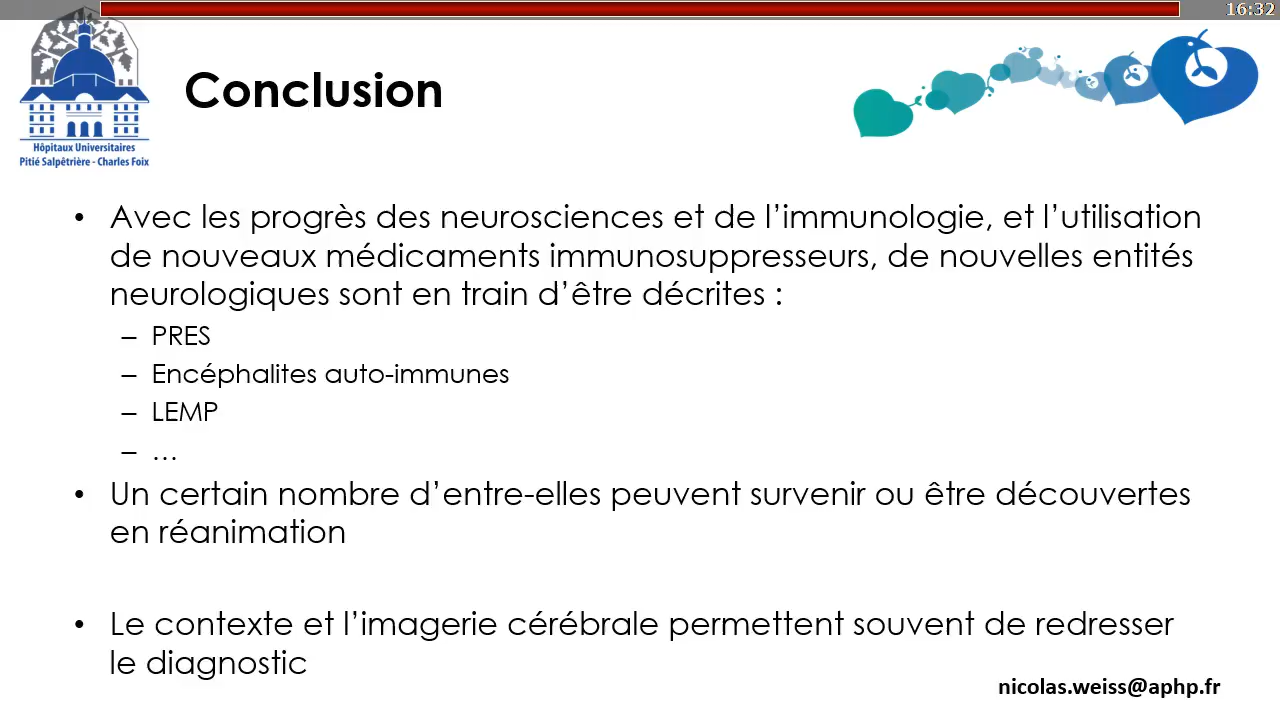 16:32
Hôpitaux Universitaires
Pitié Salpêtrière - Charles Foix
Conclusion
• Avec les progrès des neurosciences et de l’immunologie, et l’utilisation
de nouveaux médicaments immunosuppresseurs, de nouvelles entités
neurologiques sont en train d’être décrites :
– PRES
– Encéphalites auto-immunes
– LEMP
– …
• Un certain nombre d’entre-elles peuvent survenir ou être découvertes
en réanimation
• Le contexte et l’imagerie cérébrale permettent souvent de redresser
le diagnostic
nicolas.weiss@aphp.fr